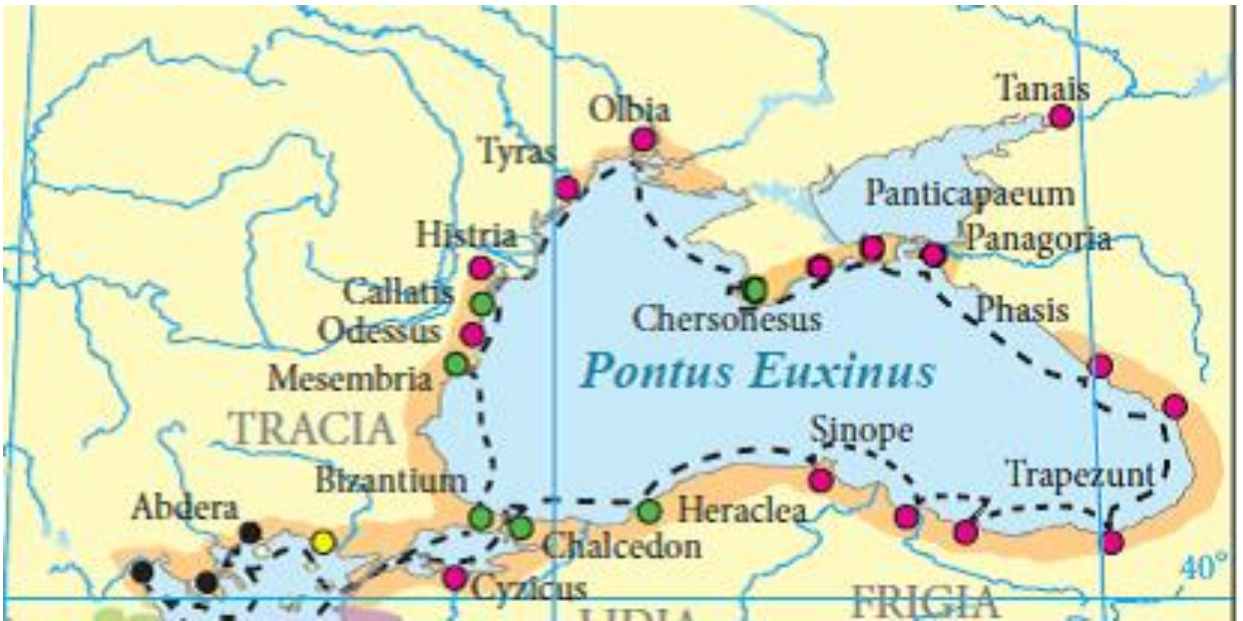 Tanais
Olbia
Tyras
Panticapaeum
Histria
Panagoria
Callatis
Phasis
Odessus
Chersonesus
Mesembria
Pontus Euxinus
TRACIA
Sinope
Bizantium
Trapezunt
Abdera
Heraclea
Chalcedon
Cyzicus
40°
FRIGIA
LIDIA